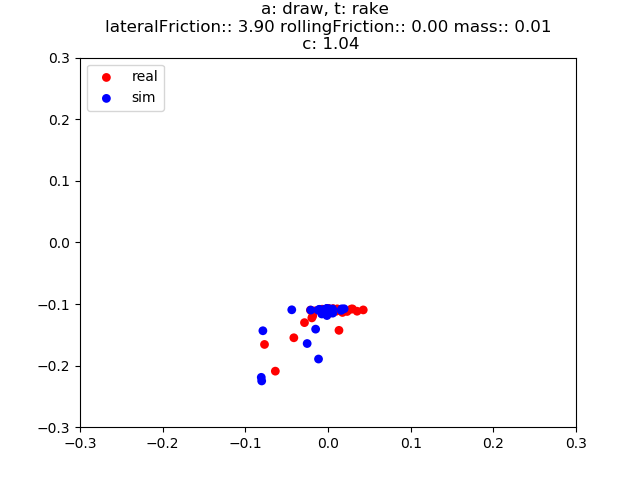 a: draw, t: rake
lateralFriction:: 3.90 rollingFriction:: 0.00 mass:: 0.01
c: 1.04
real
sim
0.3
0.2
0.1
0.0
−0.1
−0.2
−0.3
−0.3 −0.2 −0.1 0.0 0.1 0.2 0.3